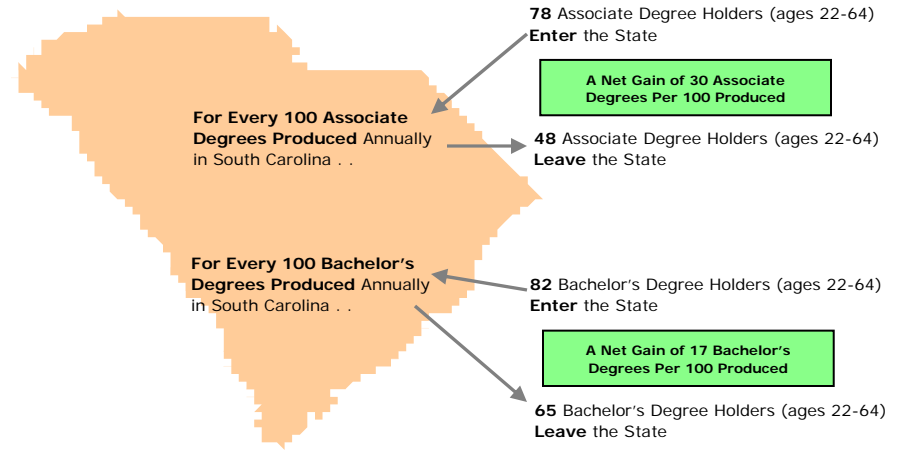 78 Associate Degree Holders (ages 22-64)
Enter the State
A Net Gain of 30 Associate
Degrees Per 100 Produced
For Every 100 Associate
Degrees Produced Annually
in South Carolina . .
48 Associate Degree Holders (ages 22-64)
Leave the State
For Every 100 Bachelor's
Degrees Produced Annually
in South Carolina . .
82 Bachelor's Degree Holders (ages 22-64)
Enter the State
A Net Gain of 17 Bachelor's
Degrees Per 100 Produced
65 Bachelor's Degree Holders (ages 22-64)
Leave the State